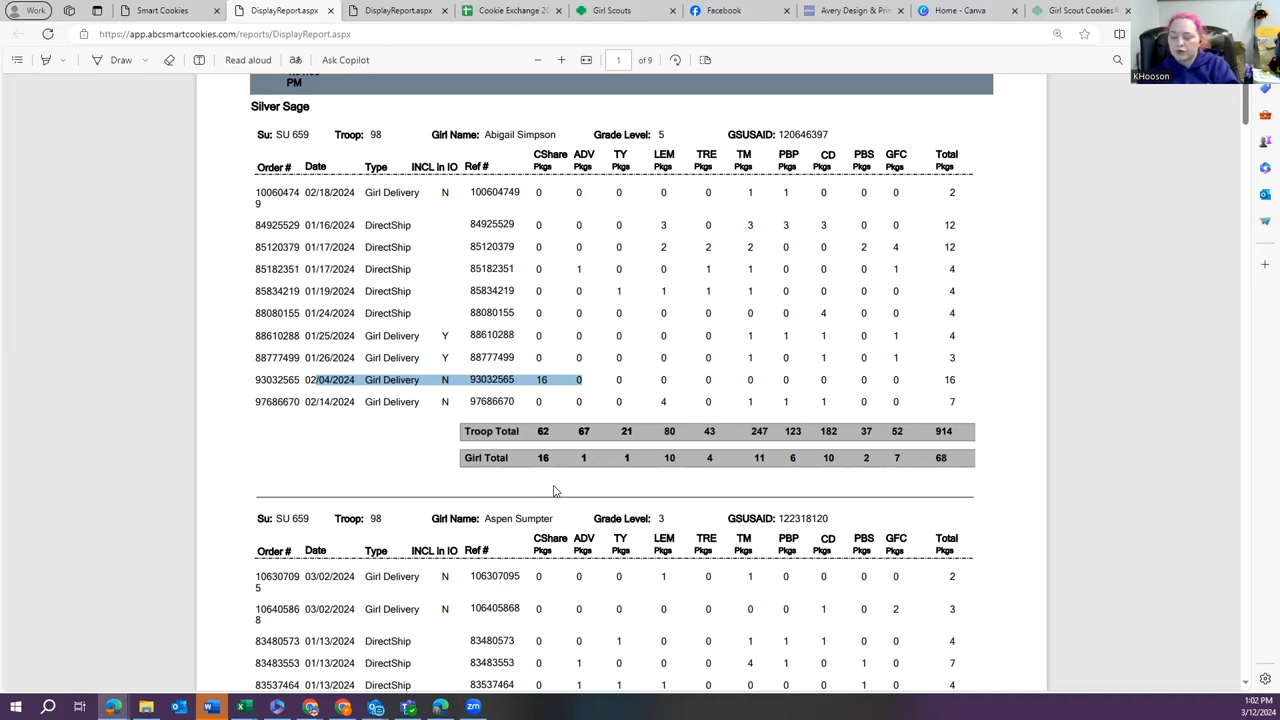 Work
Smart Cookies
DisplayReport.aspx
DisplayReport.aspx
Cookie Exchange 20
Girl Scouts
Facebook
Avery Design & Prin
Home - Canva
Girl Scout Cookies®
https://app.abcsmartcookies.com/reports/DisplayReport.aspx
Draw
Read aloud
Ask Copilot
1 of 9
KHooson
PM
Silver Sage
Su: SU 659 Troop: 98 Girl Name: Abigail Simpson Grade Level: 5 GSUSAID: 120646397
Order # Date Type INCL in IO Ref # CShare Pkgs ADV Pkgs TY Pkgs LEM Pkgs TRE Pkgs TM Pkgs PBP Pkgs CD Pkgs PBS Pkgs GFC Pkgs Total Pkgs
10060474 02/18/2024 Girl Delivery N 100604749 0 0 0 0 0 1 1 0 0 0 2
9
84925529 01/16/2024 DirectShip 84925529 0 0 0 3 0 3 3 3 0 0 12
85120379 01/17/2024 DirectShip 85120379 0 0 0 2 2 2 0 0 2 4 12
85182351 01/17/2024 DirectShip 85182351 0 1 0 0 1 1 0 0 0 1 4
85834219 01/19/2024 DirectShip 85834219 0 0 1 1 1 1 0 0 0 0 4
88080155 01/24/2024 DirectShip 88080155 0 0 0 0 0 0 0 4 0 0 4
88610288 01/25/2024 Girl Delivery Y 88610288 0 0 0 0 0 1 1 1 0 1 4
88777499 01/26/2024 Girl Delivery Y 88777499 0 0 0 0 0 1 0 1 0 1 3
93032565 02/04/2024 Girl Delivery N 93032565 16 0 0 0 0 0 0 0 0 0 16
97686670 02/14/2024 Girl Delivery N 97686670 0 0 0 4 0 1 1 1 0 0 7
Troop Total 62 67 21 80 43 247 123 182 37 52 914
Girl Total 16 1 1 10 4 11 6 10 2 7 68
Su: SU 659 Troop: 98 Girl Name: Aspen Sumpter Grade Level: 3 GSUSAID: 122318120
Order # Date Type INCL in IO Ref # CShare Pkgs ADV Pkgs TY Pkgs LEM Pkgs TRE Pkgs TM Pkgs PBP Pkgs CD Pkgs PBS Pkgs GFC Pkgs Total Pkgs
10630709 03/02/2024 Girl Delivery N 106307095 0 0 0 1 0 1 0 0 0 0 2
5
10640586 03/02/2024 Girl Delivery N 106405868 0 0 0 0 0 0 0 1 0 2 3
8
83480573 01/13/2024 DirectShip 83480573 0 0 1 0 0 1 1 1 0 0 4
83483553 01/13/2024 DirectShip 83483553 0 1 0 0 0 4 1 0 1 0 7
83537464 01/13/2024 DirectShip 83537464 0 1 1 1 0 0 0 0 1 0 4
1:02 PM
3/12/2024